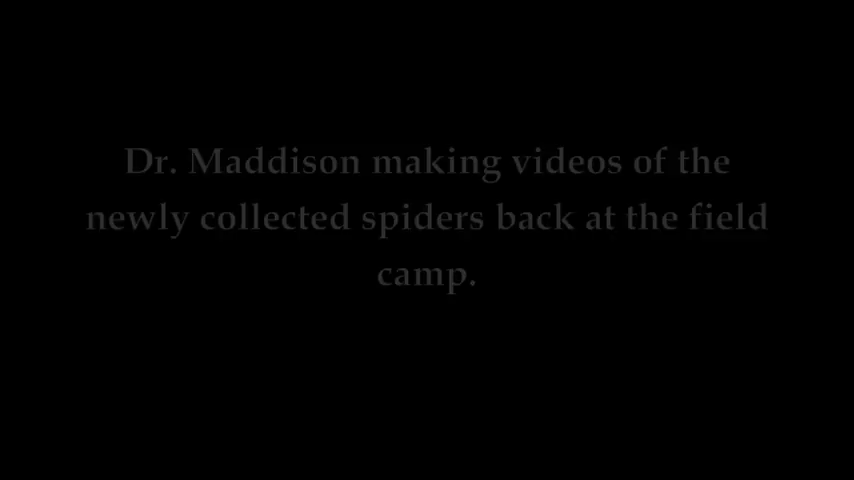 Dr. Maddison making videos of the
newly collected spiders back at the field
camp.